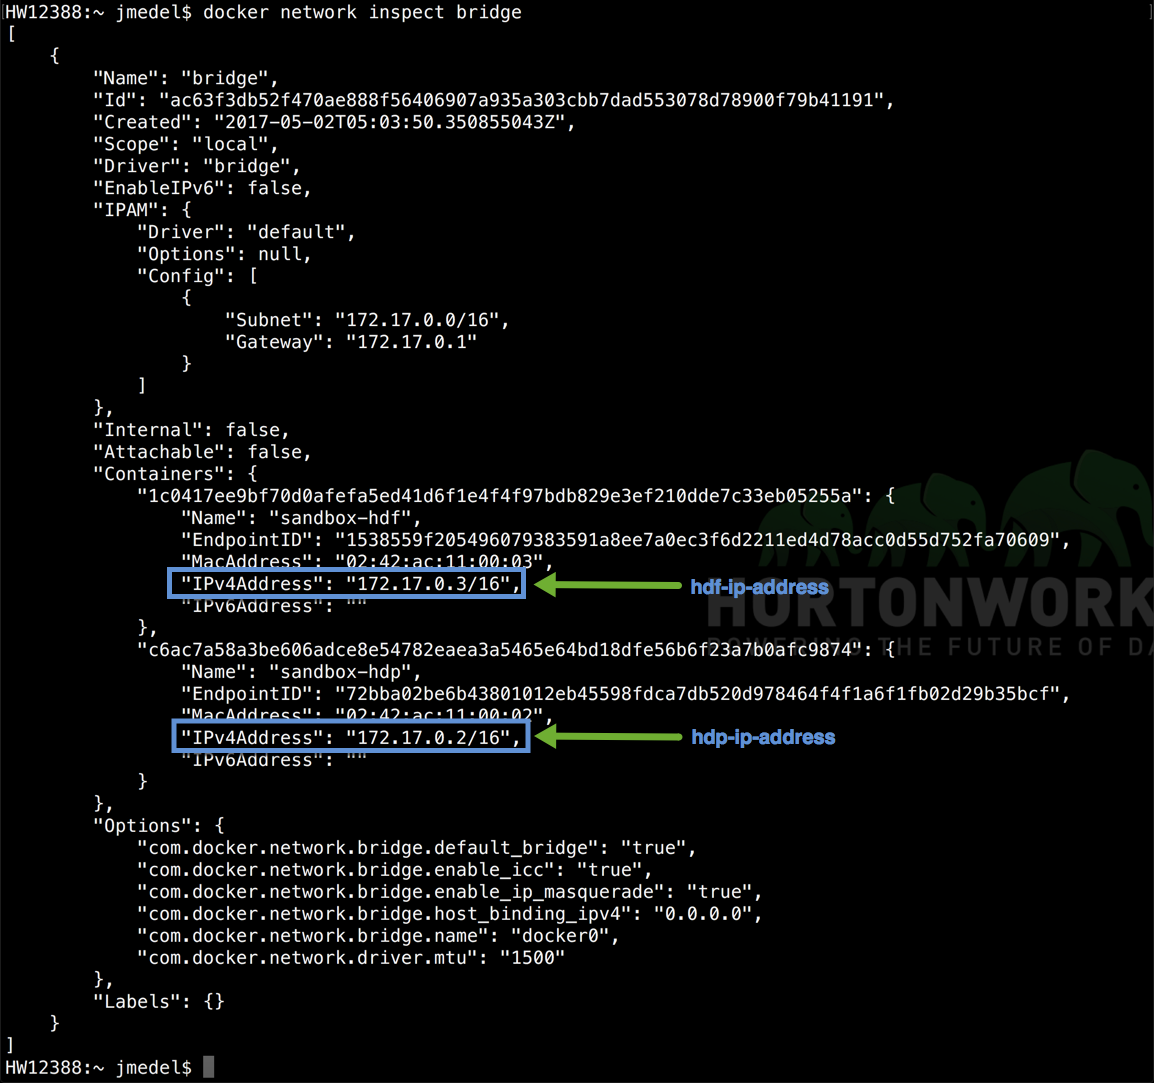 HW12388:~ jmedel$ docker network inspect bridge
[
    {
        "Name": "bridge",
        "Id": "ac63f3db52f470ae888f56406907a935a303cbb7dad553078d78900f79b41191",
        "Created": "2017-05-02T05:03:50.350855043Z",
        "Scope": "local",
        "Driver": "bridge",
        "EnableIPv6": false,
        "IPAM": {
            "Driver": "default",
            "Options": null,
            "Config": [
                {
                    "Subnet": "172.17.0.0/16",
                    "Gateway": "172.17.0.1"
                }
            ]
        },
        "Internal": false,
        "Attachable": false,
        "Containers": {
            "1c0417ee9bf70d0afefa5ed41d6f1e4f4f97bdb829e3ef210dde7c33eb05255a": {
                "Name": "sandbox-hdf",
                "EndpointID": "1538559f205496079383591a8ee7a0ec3f6d2211ed4d78acc0d55d752fa70609",
                "MacAddress": "02:42:ac:11:00:03",
                "IPv4Address": "172.17.0.3/16", hdf-ip-address
                "IPv6Address": ""
HORTONWORK
            },
POWERING THE FUTURE OF DA
            "c6ac7a58a3be606adce8e54782eaea3a5465e64bd18dfe56b6f23a7b0afc9874": {
                "Name": "sandbox-hdp",
                "EndpointID": "72bba02be6b43801012eb45598fdca7db520d978464f4f1a6f1fb02d29b35bcf",
                "MacAddress": "02:42:ac:11:00:02",
                "IPv4Address": "172.17.0.2/16", hdp-ip-address
                "IPv6Address": ""
            }
        },
        "Options": {
            "com.docker.network.bridge.default_bridge": "true",
            "com.docker.network.bridge.enable_icc": "true",
            "com.docker.network.bridge.enable_ip_masquerade": "true",
            "com.docker.network.bridge.host_binding_ipv4": "0.0.0.0",
            "com.docker.network.bridge.name": "docker0",
            "com.docker.network.driver.mtu": "1500"
        },
        "Labels": {}
    }
]
HW12388:~ jmedel$